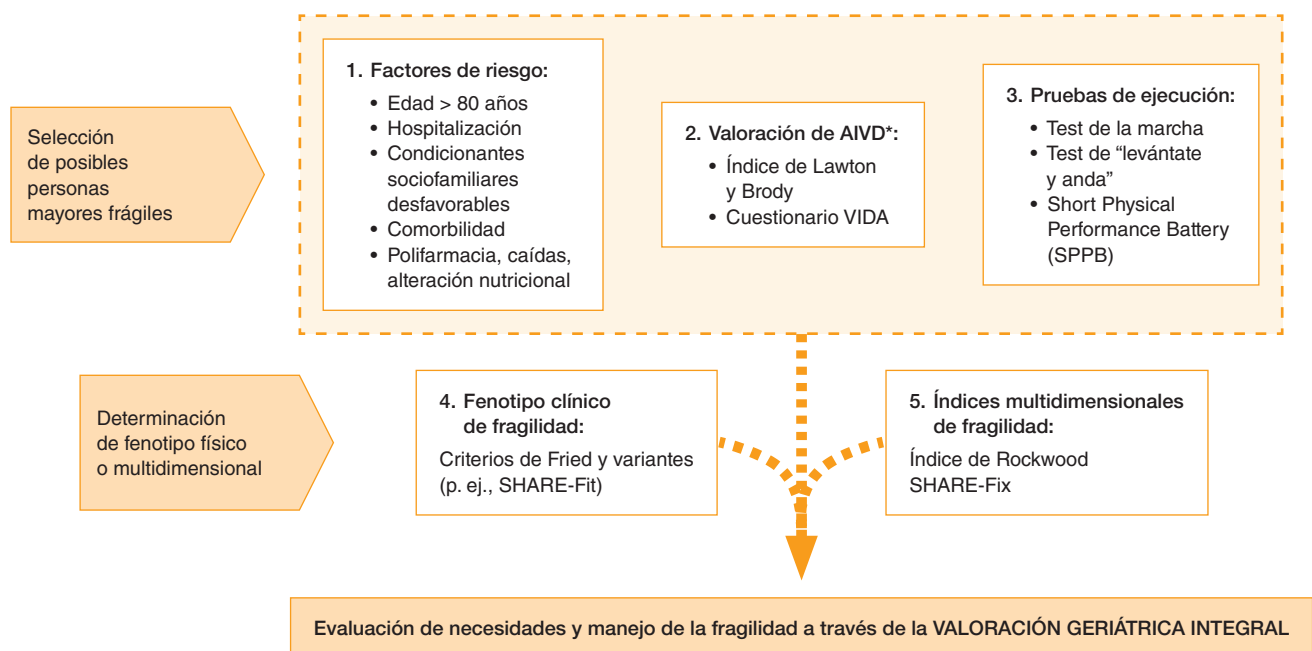 Selección
de posibles
personas
mayores frágiles
1. Factores de riesgo:
• Edad > 80 años
• Hospitalización
• Condicionantes
sociofamiliares
desfavorables
• Comorbilidad
• Polifarmacia, caídas,
alteración nutricional
2. Valoración de AIVD*:
• Índice de Lawton
y Brody
• Cuestionario VIDA
3. Pruebas de ejecución:
• Test de la marcha
• Test de “levántate
y anda”
• Short Physical
Performance Battery
(SPPB)
Determinación
de fenotipo físico
o multidimensional
4. Fenotipo clínico
de fragilidad:
Criterios de Fried y variantes
(p. ej., SHARE-Fit)
5. Índices multidimensionales
de fragilidad:
Índice de Rockwood
SHARE-Fix
Evaluación de necesidades y manejo de la fragilidad a través de la VALORACIÓN GERIÁTRICA INTEGRAL